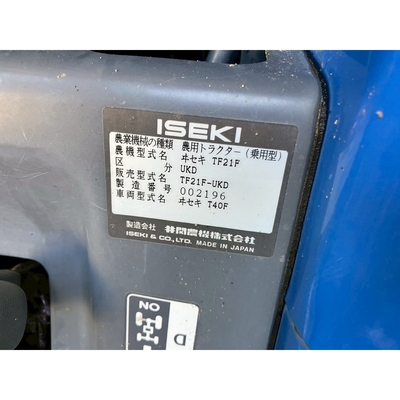 ISEKI
農業機械の種類 農用トラクター(乗用型)
農機型式名 ヰセキ TF21F
区分 UKD
販売型式名 TF21F-UKD
製造番号 002196
車両型式名 ヰセキ T40F
製造会社 井関農機株式会社
ISEKI & CO., LTD. MADE IN JAPAN
NO
D